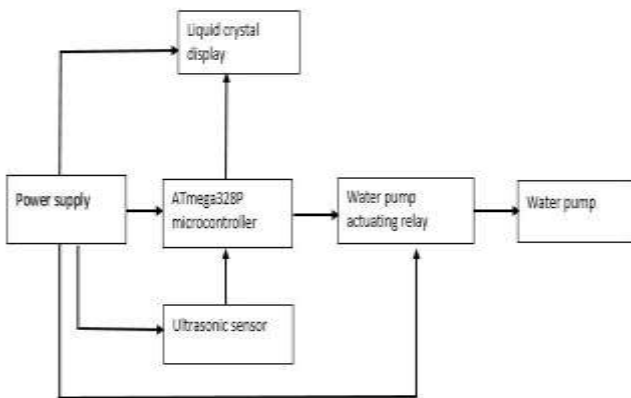 Liquid crystal
display
Power supply
ATmega328P
microcontroller
Water pump
actuating relay
Water pump
Ultrasonic sensor